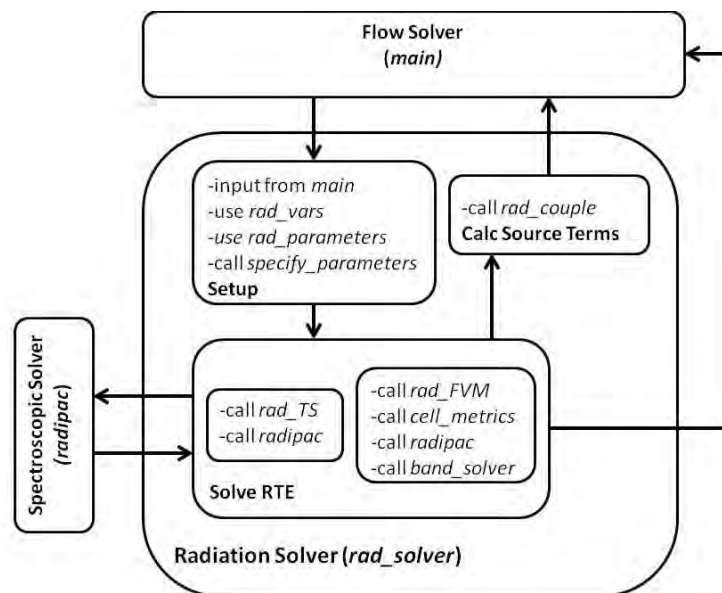 Flow Solver
(main)
-input from main
-use rad_vars
-use rad_parameters
-call specify_parameters
Setup
-call rad_couple
Calc Source Terms
Spectroscopic Solver
(radipac)
-call rad_TS
-call radipac
-call rad_FVM
-call cell_metrics
-call radipac
-call band_solver
Solve RTE
Radiation Solver (rad_solver)